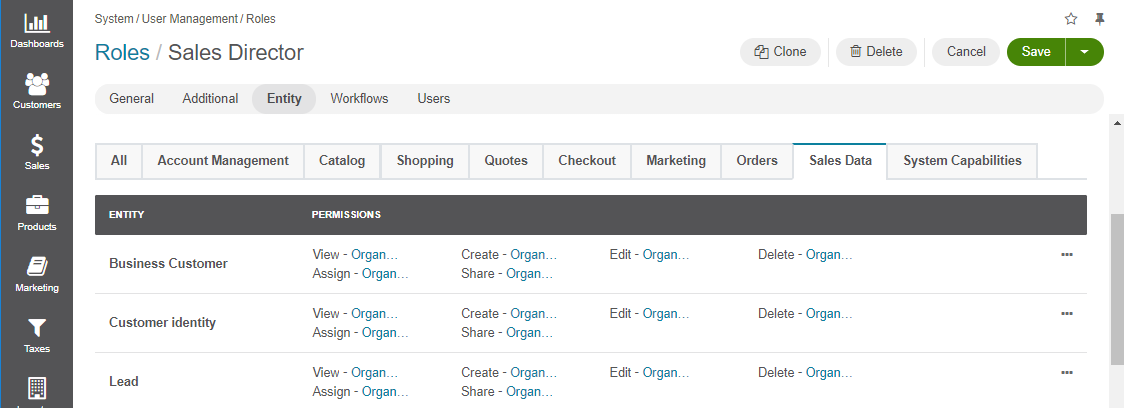 System / User Management / Roles
Roles / Sales Director
Clone
Delete
Cancel
Save
General Additional Entity Workflows Users
All Account Management Catalog Shopping Quotes Checkout Marketing Orders Sales Data System Capabilities
ENTITY PERMISSIONS
Business Customer
View - Organ... Create - Organ... Edit - Organ... Delete - Organ...
Assign - Organ... Share - Organ...
Customer identity
View - Organ... Create - Organ... Edit - Organ... Delete - Organ...
Assign - Organ... Share - Organ...
Lead
View - Organ... Create - Organ... Edit - Organ... Delete - Organ...
Assign - Organ... Share - Organ...
Dashboards
Customers
Sales
Products
Marketing
Taxes